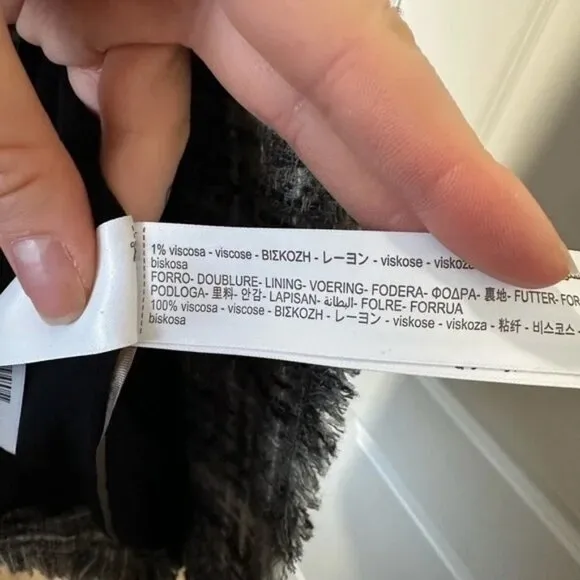 1% viscosa - viscose - ΒΙΣΚΟΖΗ - レーヨン - viskose - viskoza
biskosa
FORRO- DOUBLURE- LINING- VOERING- FODERA- ΦΟΔΡΑ- 裏地- FUTTER- FOR
PODLOGA- 里料- 안감- LAPISAN- البطانة- FOLRE- FORRUA
100% viscosa - viscose - ΒΙΣΚΟΖΗ - レーヨン - viskose - viskoza - 粘纤 - 비스코스 -
biskosa